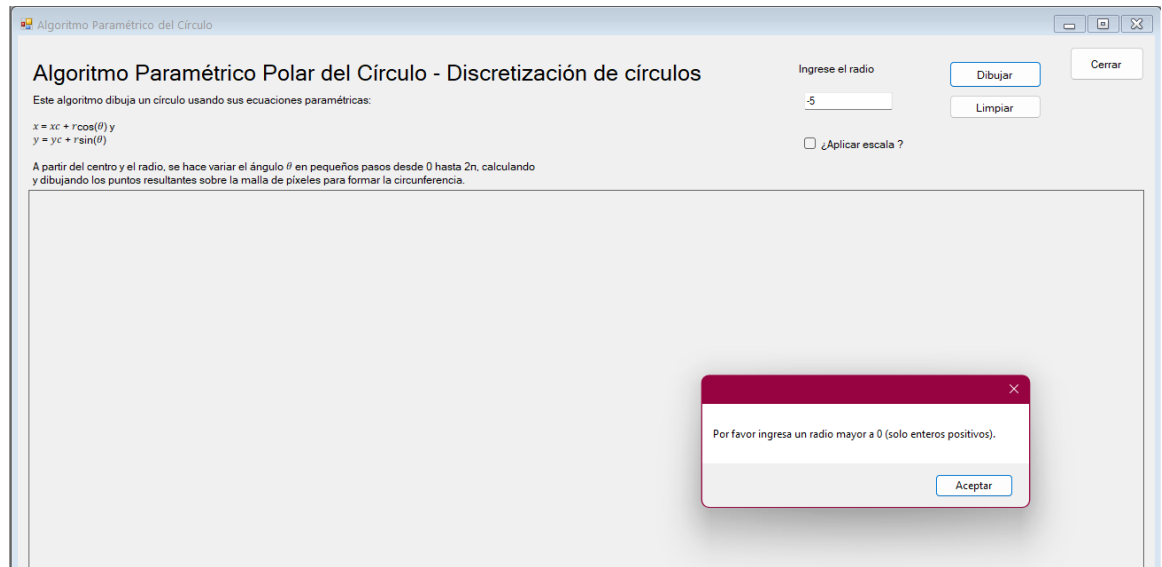 Algoritmo Paramétrico del Círculo
Algoritmo Paramétrico Polar del Círculo - Discretización de círculos
Este algoritmo dibuja un círculo usando sus ecuaciones paramétricas:
x = xc + rcos(θ) y
y = yc + rsin(θ)
A partir del centro y el radio, se hace variar el ángulo θ en pequeños pasos desde 0 hasta 2n, calculando
y dibujando los puntos resultantes sobre la malla de píxeles para formar la circunferencia.
Ingrese el radio
-5
¿Aplicar escala ?
Dibujar
Limpiar
Cerrar
Por favor ingresa un radio mayor a 0 (solo enteros positivos).
Aceptar